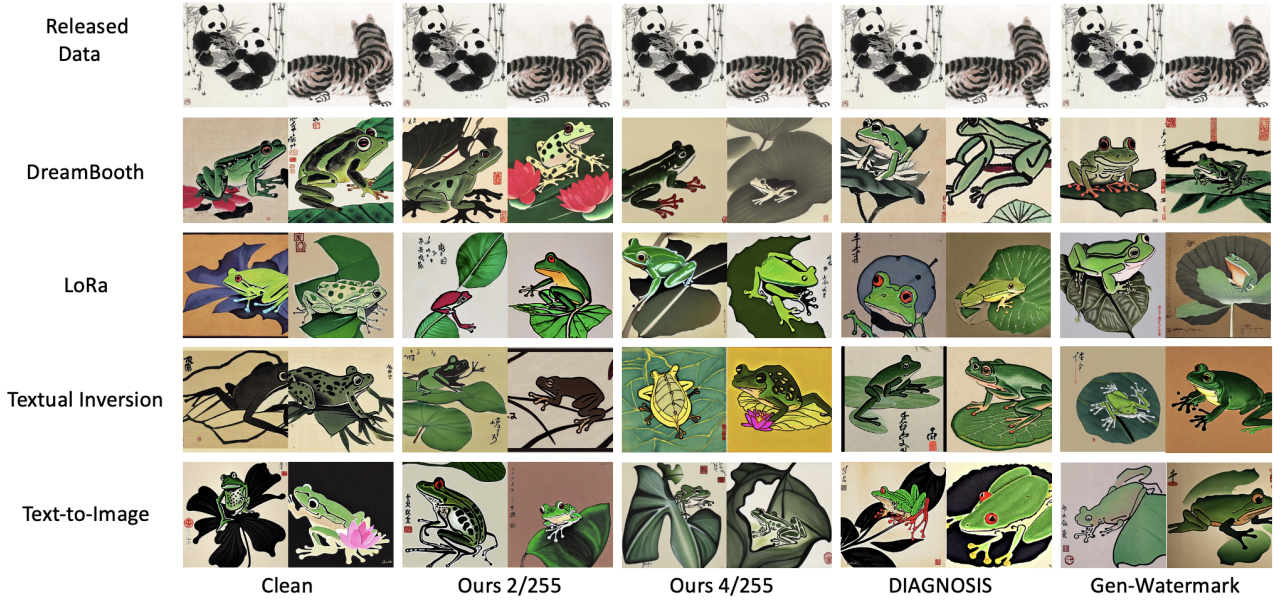 Released
Data
DreamBooth
LoRa
Textual Inversion
Text-to-Image
Clean
Ours 2/255
Ours 4/255
DIAGNOSIS
Gen-Watermark